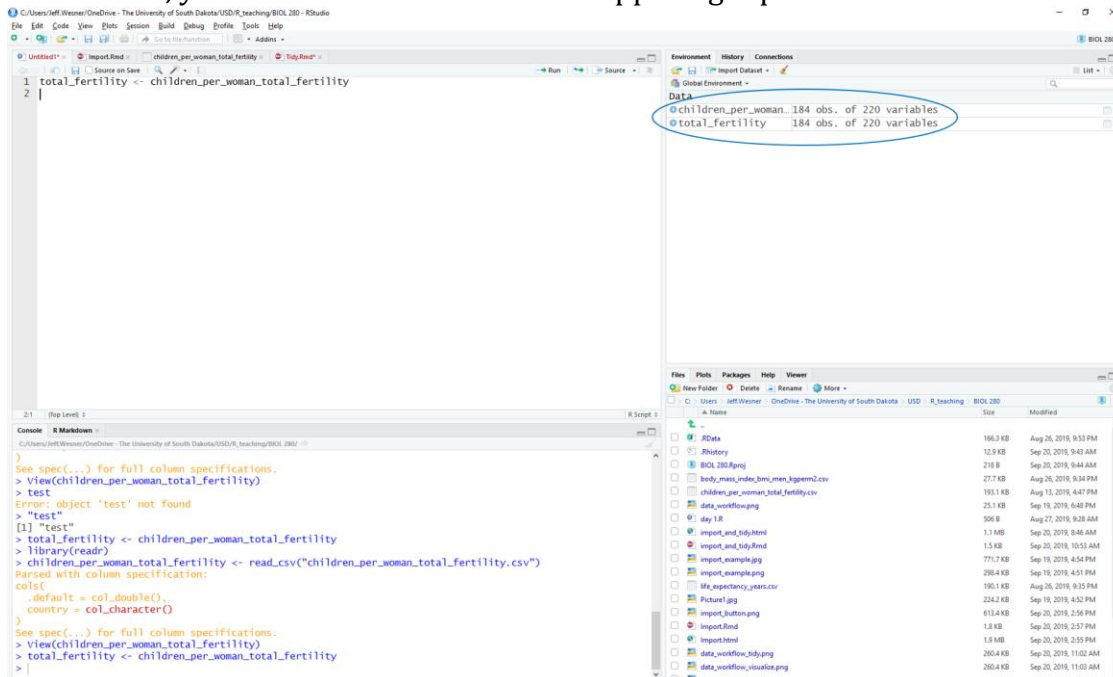 C:/Users/Jeff.Wesner/OneDrive - The University of South Dakota/USD/R_teaching/BIOL 280 - RStudio
File Edit Code View Plots Session Build Debug Profile Tools Help
Go to file/function Addins
BIOL 280
Untitled1* Import.Rmd children_per_woman_total_fertility Tidy.Rmd*
Source on Save Run Source
1 total_fertility <- children_per_woman_total_fertility
2
2:1 (Top Level) R Script
Console R Markdown
C:/Users/Jeff.Wesner/OneDrive - The University of South Dakota/USD/R_teaching/BIOL 280/
)
See spec(...) for full column specifications.
> View(children_per_woman_total_fertility)
> test
Error: object 'test' not found
> "test"
[1] "test"
> total_fertility <- children_per_woman_total_fertility
> library(readr)
> children_per_woman_total_fertility <- read_csv("children_per_woman_total_fertility.csv")
Parsed with column specification:
cols(
.default = col_double(),
country = col_character()
)
See spec(...) for full column specifications.
> View(children_per_woman_total_fertility)
> total_fertility <- children_per_woman_total_fertility
>
Environment History Connections
Import Dataset List
Global Environment
Data
children_per_woman… 184 obs. of 220 variables
total_fertility 184 obs. of 220 variables
Files Plots Packages Help Viewer
New Folder Delete Rename More
C: Users Jeff.Wesner OneDrive - The University of South Dakota USD R_teaching BIOL 280
Name Size Modified
..
.RData 166.3 KB Aug 26, 2019, 9:53 PM
.Rhistory 12.9 KB Sep 20, 2019, 9:43 AM
BIOL 280.Rproj 218 B Sep 20, 2019, 9:44 AM
body_mass_index_bmi_men_kgperm2.csv 27.7 KB Aug 26, 2019, 9:34 PM
children_per_woman_total_fertility.csv 193.1 KB Aug 13, 2019, 4:47 PM
data_workflow.png 25.1 KB Sep 19, 2019, 6:48 PM
day 1.R 506 B Aug 27, 2019, 9:28 AM
import_and_tidy.html 1.1 MB Sep 20, 2019, 8:46 AM
import_and_tidy.Rmd 1.5 KB Sep 20, 2019, 10:53 AM
import_example.jpg 771.7 KB Sep 19, 2019, 4:54 PM
import_example.png 298.4 KB Sep 19, 2019, 4:51 PM
life_expectancy_years.csv 190.1 KB Aug 26, 2019, 9:35 PM
Picture1.jpg 224.2 KB Sep 19, 2019, 4:52 PM
import_button.png 613.4 KB Sep 20, 2019, 2:56 PM
Import.Rmd 1.8 KB Sep 20, 2019, 2:57 PM
Import.html 1.9 MB Sep 20, 2019, 2:55 PM
data_workflow_tidy.png 260.4 KB Sep 20, 2019, 11:02 AM
data_workflow_visualize.png 260.4 KB Sep 20, 2019, 11:03 AM